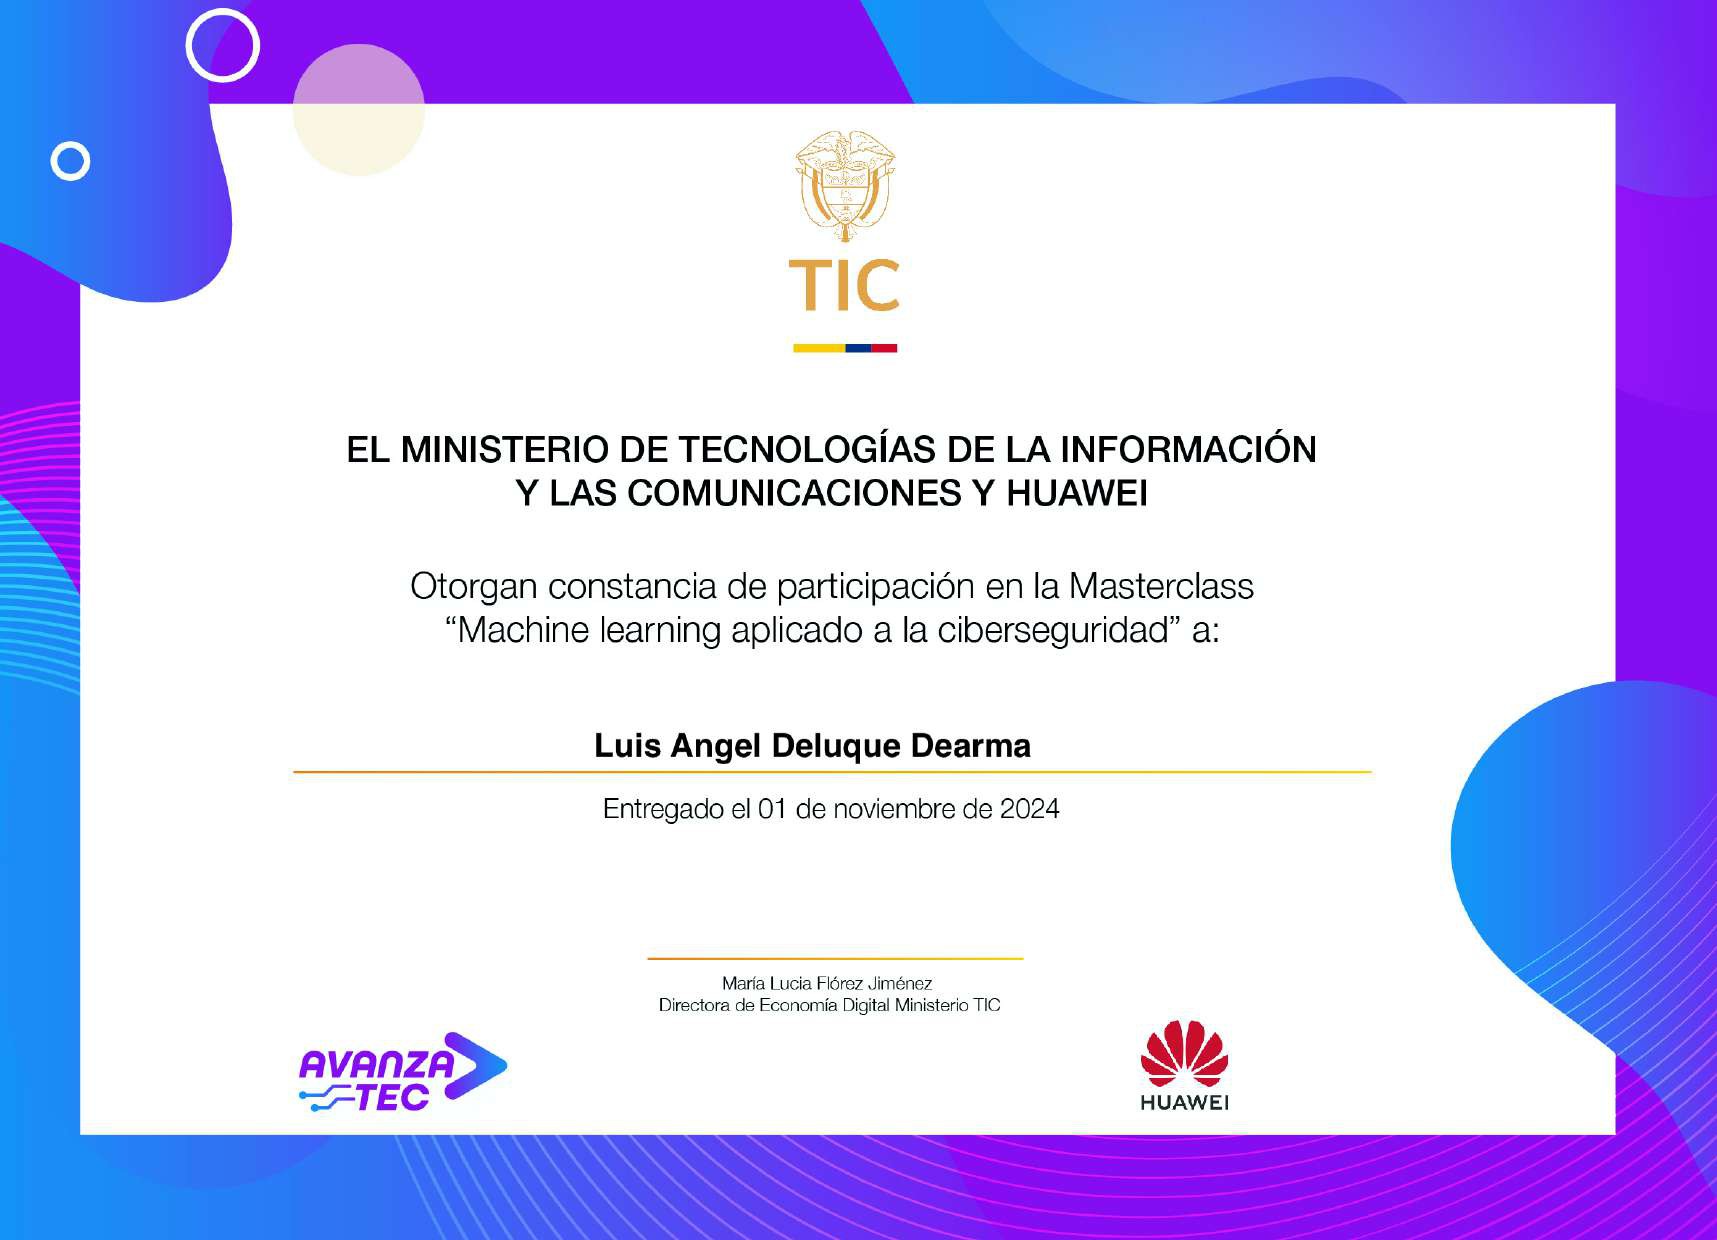 TIC
EL MINISTERIO DE TECNOLOGÍAS DE LA INFORMACIÓN
Y LAS COMUNICACIONES Y HUAWEI
Otorgan constancia de participación en la Masterclass
“Machine learning aplicado a la ciberseguridad” a:
Luis Angel Deluque Dearma
Entregado el 01 de noviembre de 2024
María Lucia Flórez Jiménez
Directora de Economía Digital Ministerio TIC
AVANZA
TEC
HUAWEI